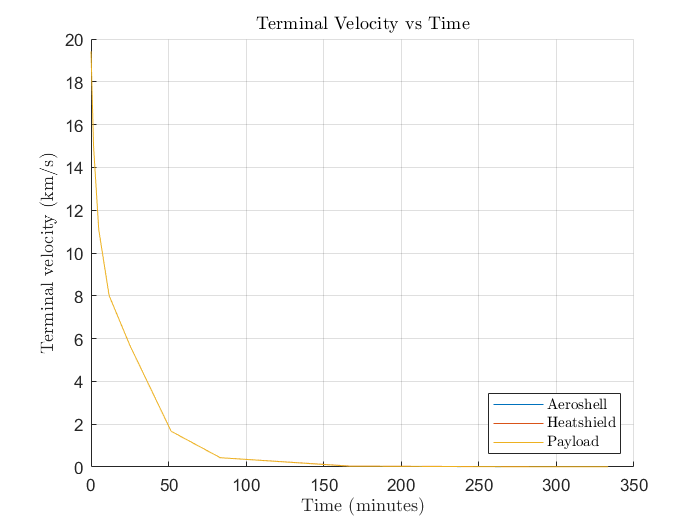 Terminal Velocity vs Time
20
18
16
14
12
10
8
6
4
2
0
Terminal velocity (km/s)
Aeroshell
Heatshield
Payload
0 50 100 150 200 250 300 350
Time (minutes)